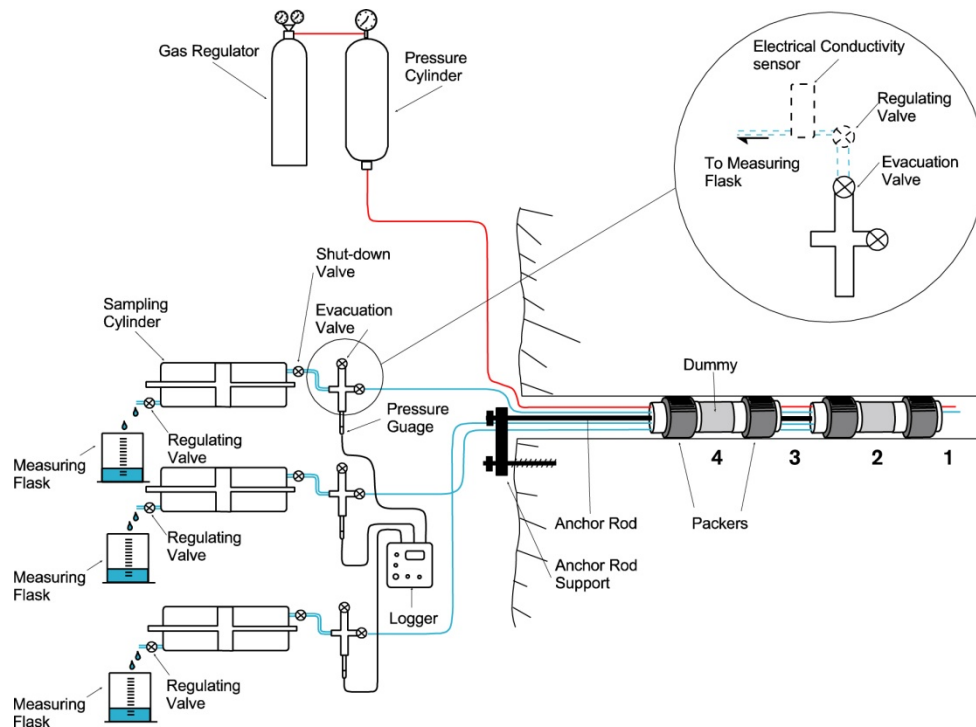 Gas Regulator
Pressure
Cylinder
Electrical Conductivity
sensor
Regulating
Valve
To Measuring
Flask
Evacuation
Valve
Shut-down
Valve
Sampling
Cylinder
Evacuation
Valve
Dummy
Pressure
Guage
Regulating
Valve
Measuring
Flask
4
3
2
1
Anchor Rod
Packers
Regulating
Valve
Measuring
Flask
Anchor Rod
Support
Logger
Regulating
Valve
Measuring
Flask